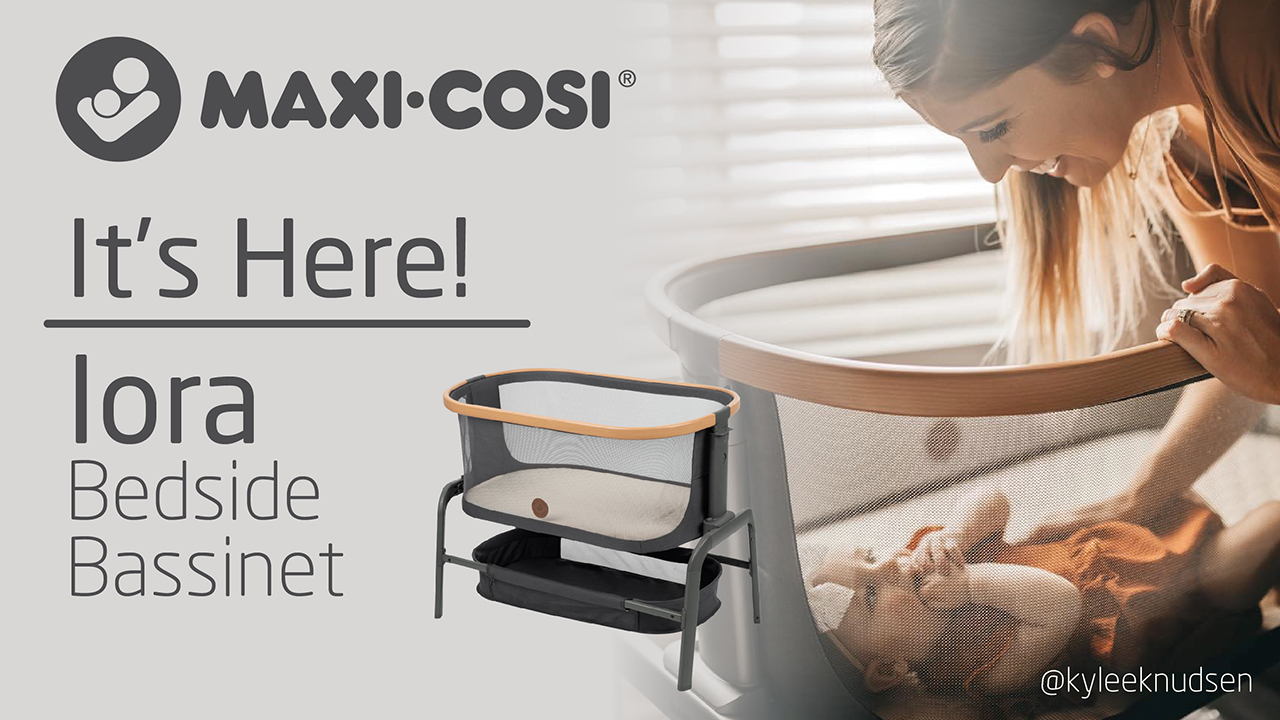 MAXI·COSI®
It's Here!
Iora
Bedside
Bassinet
@kyleeknudsen